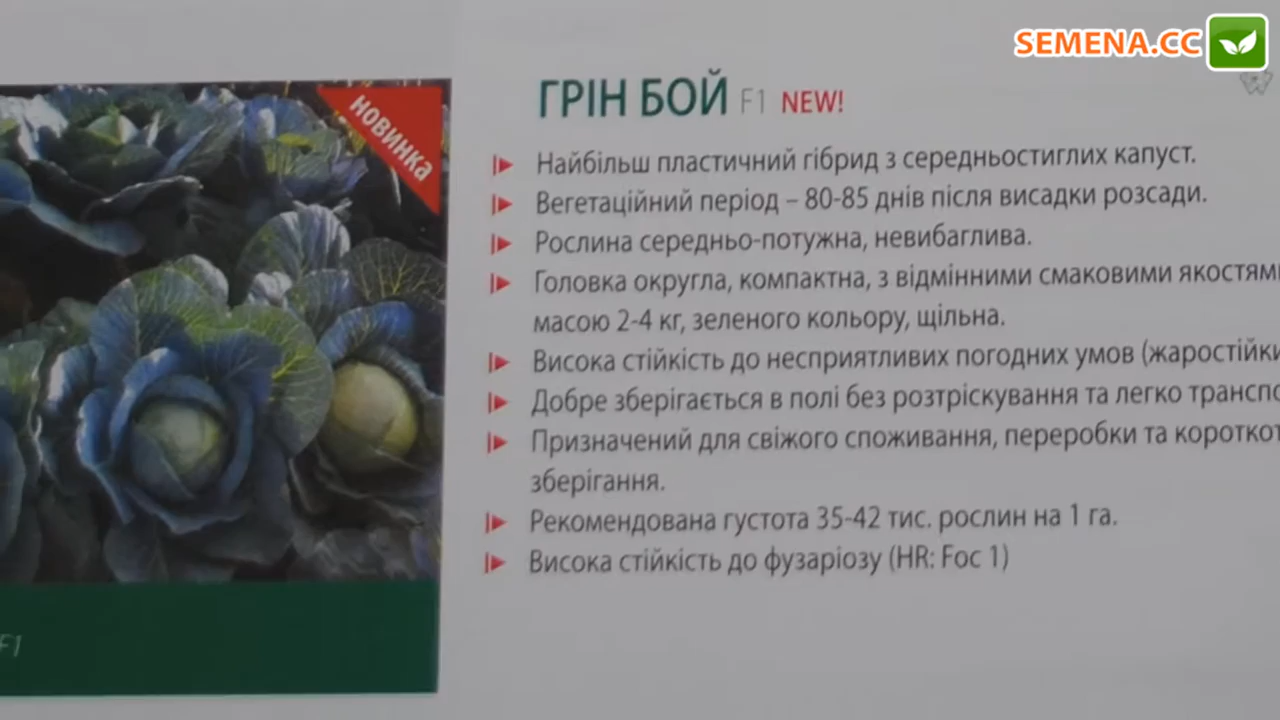 SEMENA.CC
НОВИНКА
ГРІН БОЙ F1 NEW!
Найбільш пластичний гібрид з середньостиглих капуст.
Вегетаційний період – 80-85 днів після висадки розсади.
Рослина середньо-потужна, невибаглива.
Головка округла, компактна, з відмінними смаковими якостями
масою 2-4 кг, зеленого кольору, щільна.
Висока стійкість до несприятливих погодних умов
Добре зберігається в полі без розтріскування та легко
Призначений для свіжого споживання, переробки та
зберігання.
Рекомендована густота 35-42 тис. рослин на 1 га.
Висока стійкість до фузаріозу (HR: Foc 1)
F1